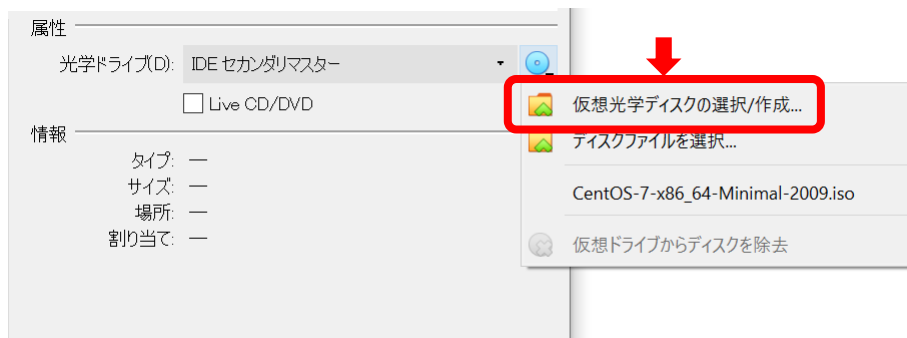 属性
光学ドライブ(D): IDE セカンダリマスター
Live CD/DVD
仮想光学ディスクの選択/作成...
ディスクファイルを選択...
CentOS-7-x86_64-Minimal-2009.iso
仮想ドライブからディスクを除去
情報
タイプ: —
サイズ: —
場所: —
割り当て: —